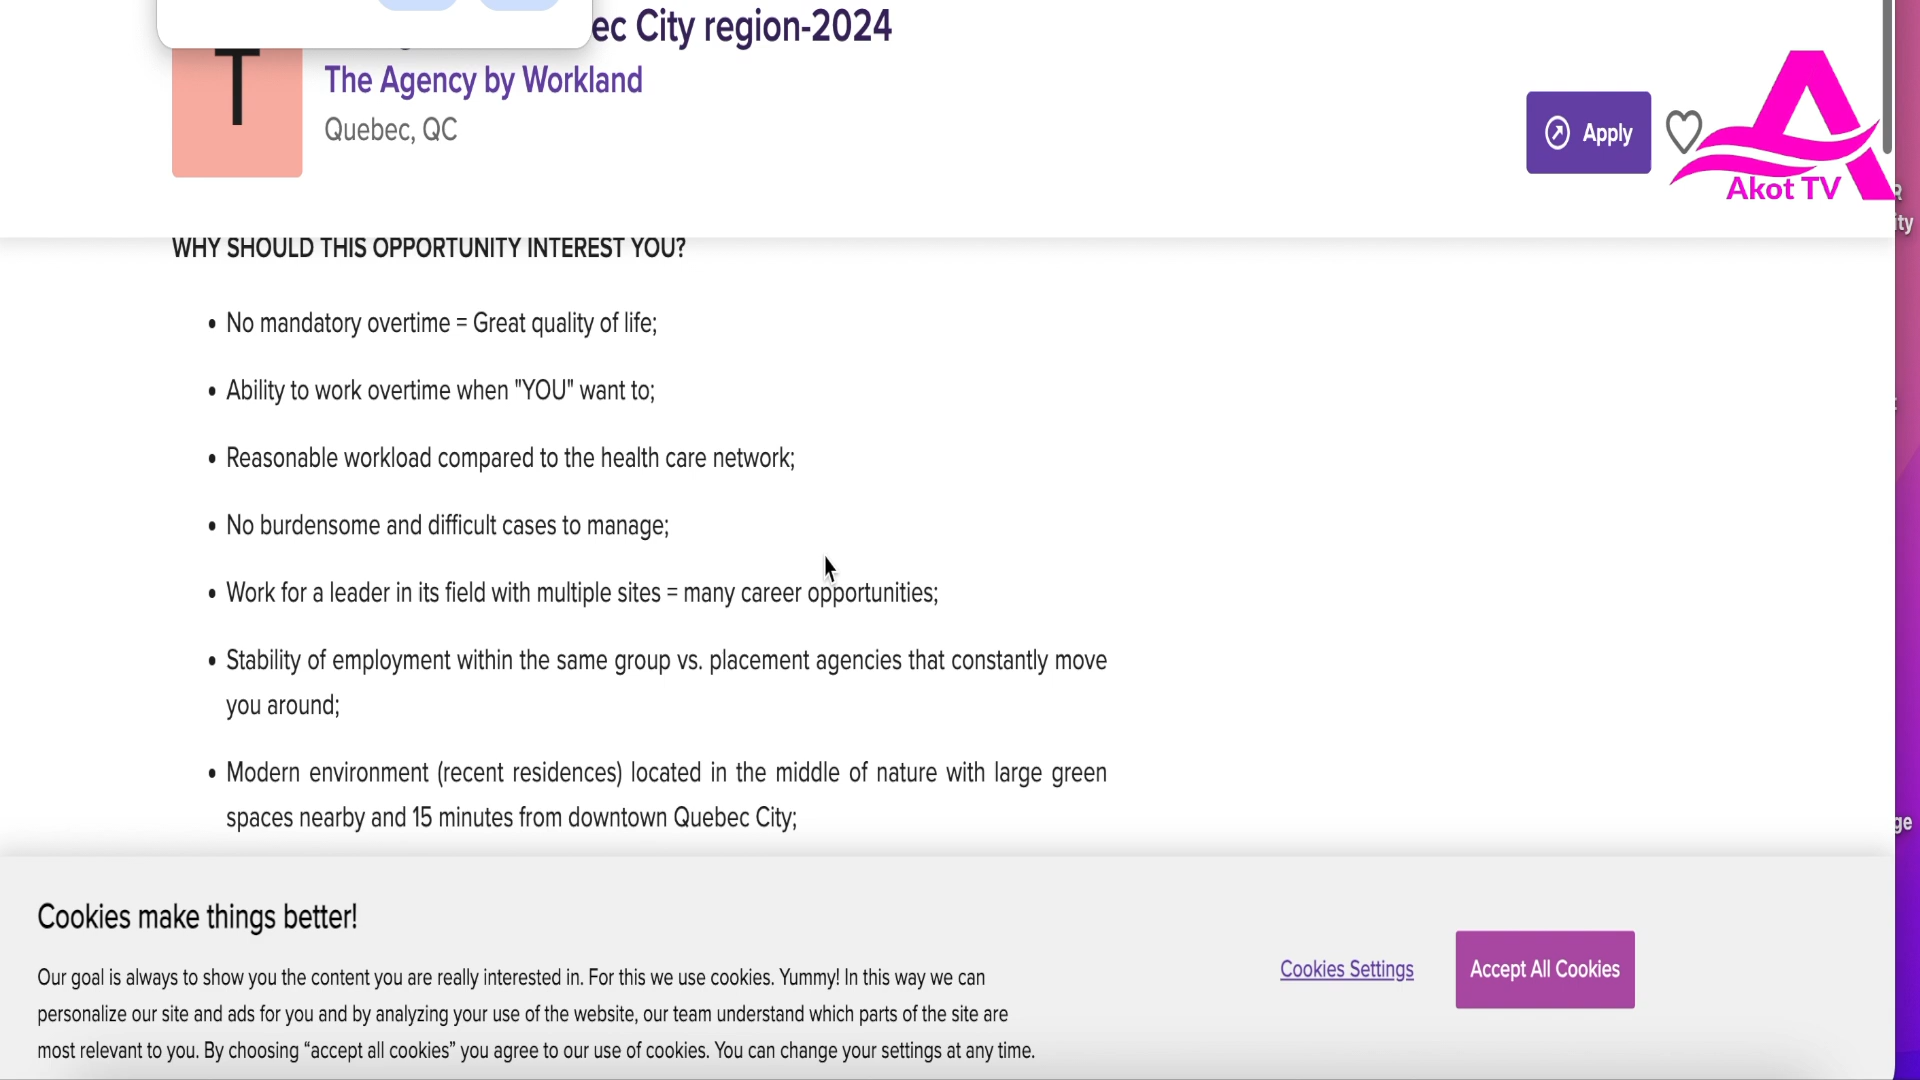 ec City region-2024
T
The Agency by Workland
Quebec, QC
Apply
Akot TV
WHY SHOULD THIS OPPORTUNITY INTEREST YOU?
• No mandatory overtime = Great quality of life;
• Ability to work overtime when "YOU" want to;
• Reasonable workload compared to the health care network;
• No burdensome and difficult cases to manage;
• Work for a leader in its field with multiple sites = many career opportunities;
• Stability of employment within the same group vs. placement agencies that constantly move
you around;
• Modern environment (recent residences) located in the middle of nature with large green
spaces nearby and 15 minutes from downtown Quebec City;
Cookies make things better!
Our goal is always to show you the content you are really interested in. For this we use cookies. Yummy! In this way we can
personalize our site and ads for you and by analyzing your use of the website, our team understand which parts of the site are
most relevant to you. By choosing “accept all cookies” you agree to our use of cookies. You can change your settings at any time.
Cookies Settings
Accept All Cookies